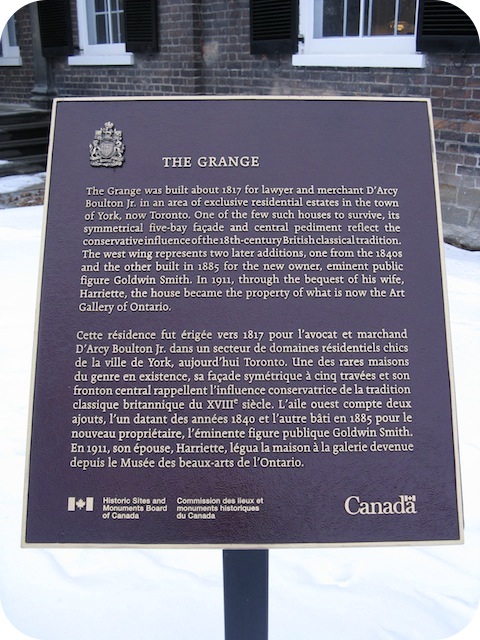 THE GRANGE
The Grange was built about 1817 for lawyer and merchant D'Arcy
Boulton Jr. in an area of exclusive residential estates in the town
of York, now Toronto. One of the few such houses to survive, its
symmetrical five-bay façade and central pediment reflect the
conservative influence of the 18th-century British classical tradition.
The west wing represents two later additions, one from the 1840s
and the other built in 1885 for the new owner, eminent public
figure Goldwin Smith. In 1911, through the bequest of his wife,
Harriette, the house became the property of what is now the Art
Gallery of Ontario.
Cette résidence fut érigée vers 1817 pour l'avocat et marchand
D'Arcy Boulton Jr. dans un secteur de domaines résidentiels chics
de la ville de York, aujourd'hui Toronto. Une des rares maisons
du genre en existence, sa façade symétrique à cinq travées et son
fronton central rappellent l'influence conservatrice de la tradition
classique britannique du XVIIIe siècle. L'aile ouest compte deux
ajouts, l'un datant des années 1840 et l'autre bâti en 1885 pour le
nouveau propriétaire, l'éminente figure publique Goldwin Smith.
En 1911, son épouse, Harriette, légua la maison à la galerie devenue
depuis le Musée des beaux-arts de l'Ontario.
Historic Sites and
Monuments Board
of Canada
Commission des lieux et
monuments historiques
du Canada
Canada